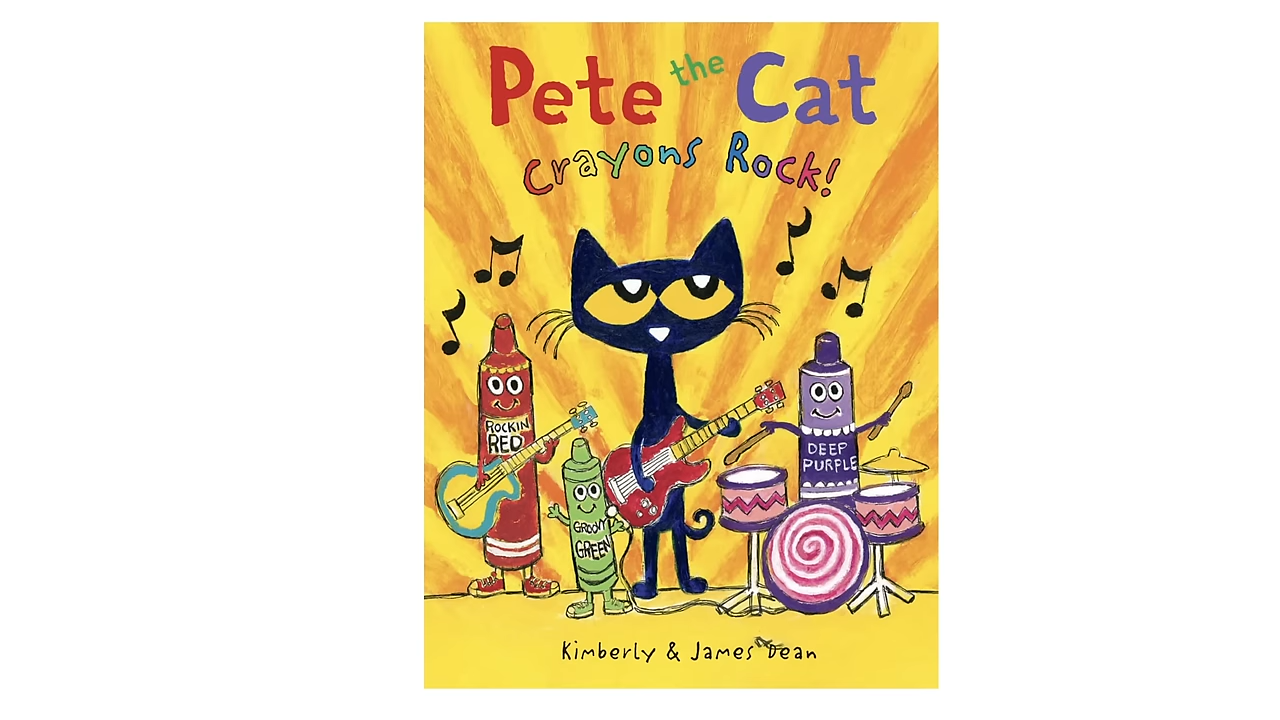 Pete the Cat
Crayons Rock!
ROCKIN
RED
GROOVY
GREEN
DEEP
PURPLE
Kimberly & James Dean